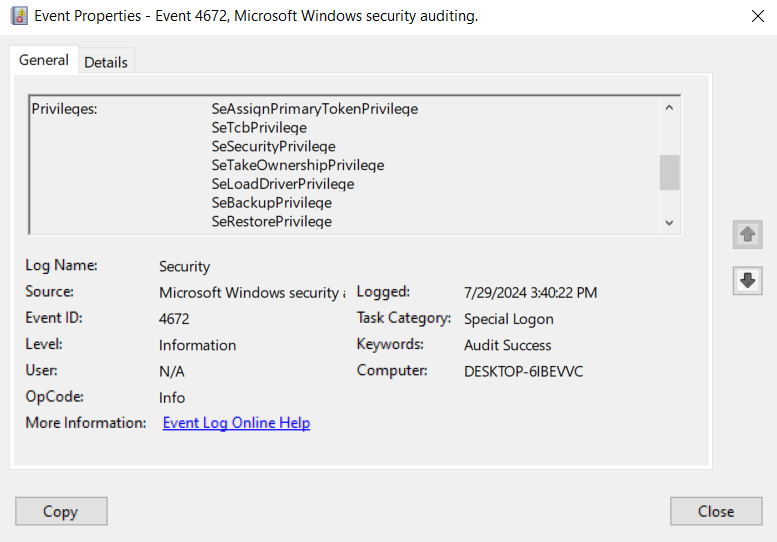 Event Properties - Event 4672, Microsoft Windows security auditing.
General Details
Privileges: SeAssignPrimaryTokenPrivilege
SeTcbPrivilege
SeSecurityPrivilege
SeTakeOwnershipPrivilege
SeLoadDriverPrivilege
SeBackupPrivilege
SeRestorePrivilege
Log Name: Security
Source: Microsoft Windows security a Logged: 7/29/2024 3:40:22 PM
Event ID: 4672 Task Category: Special Logon
Level: Information Keywords: Audit Success
User: N/A Computer: DESKTOP-6IBEVVC
OpCode: Info
More Information: Event Log Online Help
Copy Close